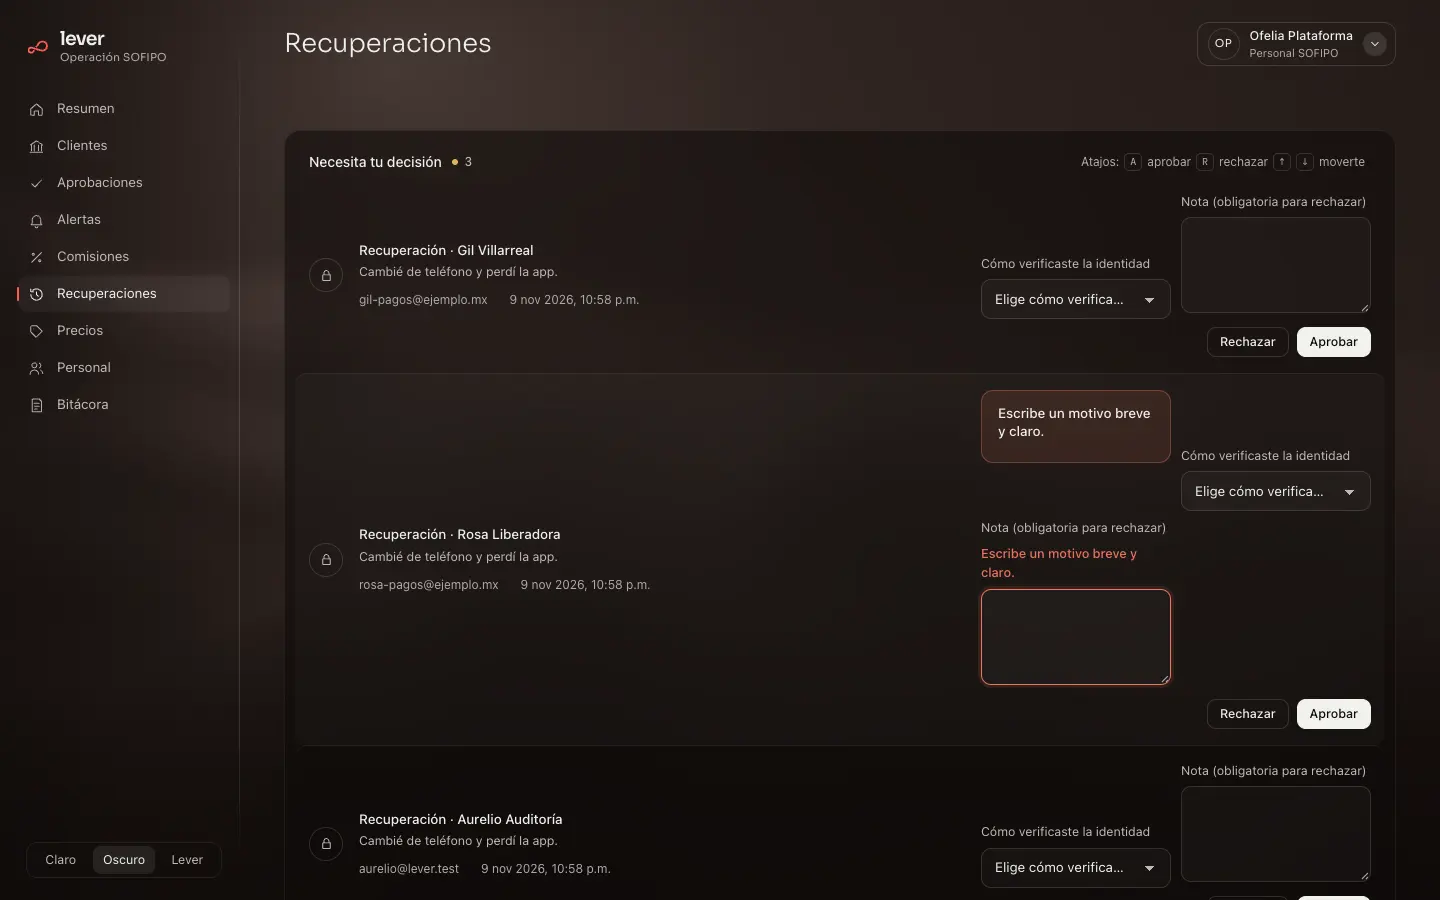 lever
Operación SOFIPO
Resumen
Clientes
Aprobaciones
Alertas
Comisiones
Recuperaciones
Precios
Personal
Bitácora
Claro
Oscuro
Lever
Recuperaciones
OP
Ofelia Plataforma
Personal SOFIPO
Necesita tu decisión 3
Atajos: A aprobar R rechazar ↑ ↓ moverte
Recuperación · Gil Villarreal
Cambié de teléfono y perdí la app.
gil-pagos@ejemplo.mx 9 nov 2026, 10:58 p.m.
Cómo verificaste la identidad
Elige cómo verifica...
Nota (obligatoria para rechazar)
Rechazar
Aprobar
Recuperación · Rosa Liberadora
Cambié de teléfono y perdí la app.
rosa-pagos@ejemplo.mx 9 nov 2026, 10:58 p.m.
Escribe un motivo breve
y claro.
Cómo verificaste la identidad
Elige cómo verifica...
Nota (obligatoria para rechazar)
Escribe un motivo breve y
claro.
Rechazar
Aprobar
Recuperación · Aurelio Auditoría
Cambié de teléfono y perdí la app.
aurelio@lever.test 9 nov 2026, 10:58 p.m.
Cómo verificaste la identidad
Elige cómo verifica...
Nota (obligatoria para rechazar)